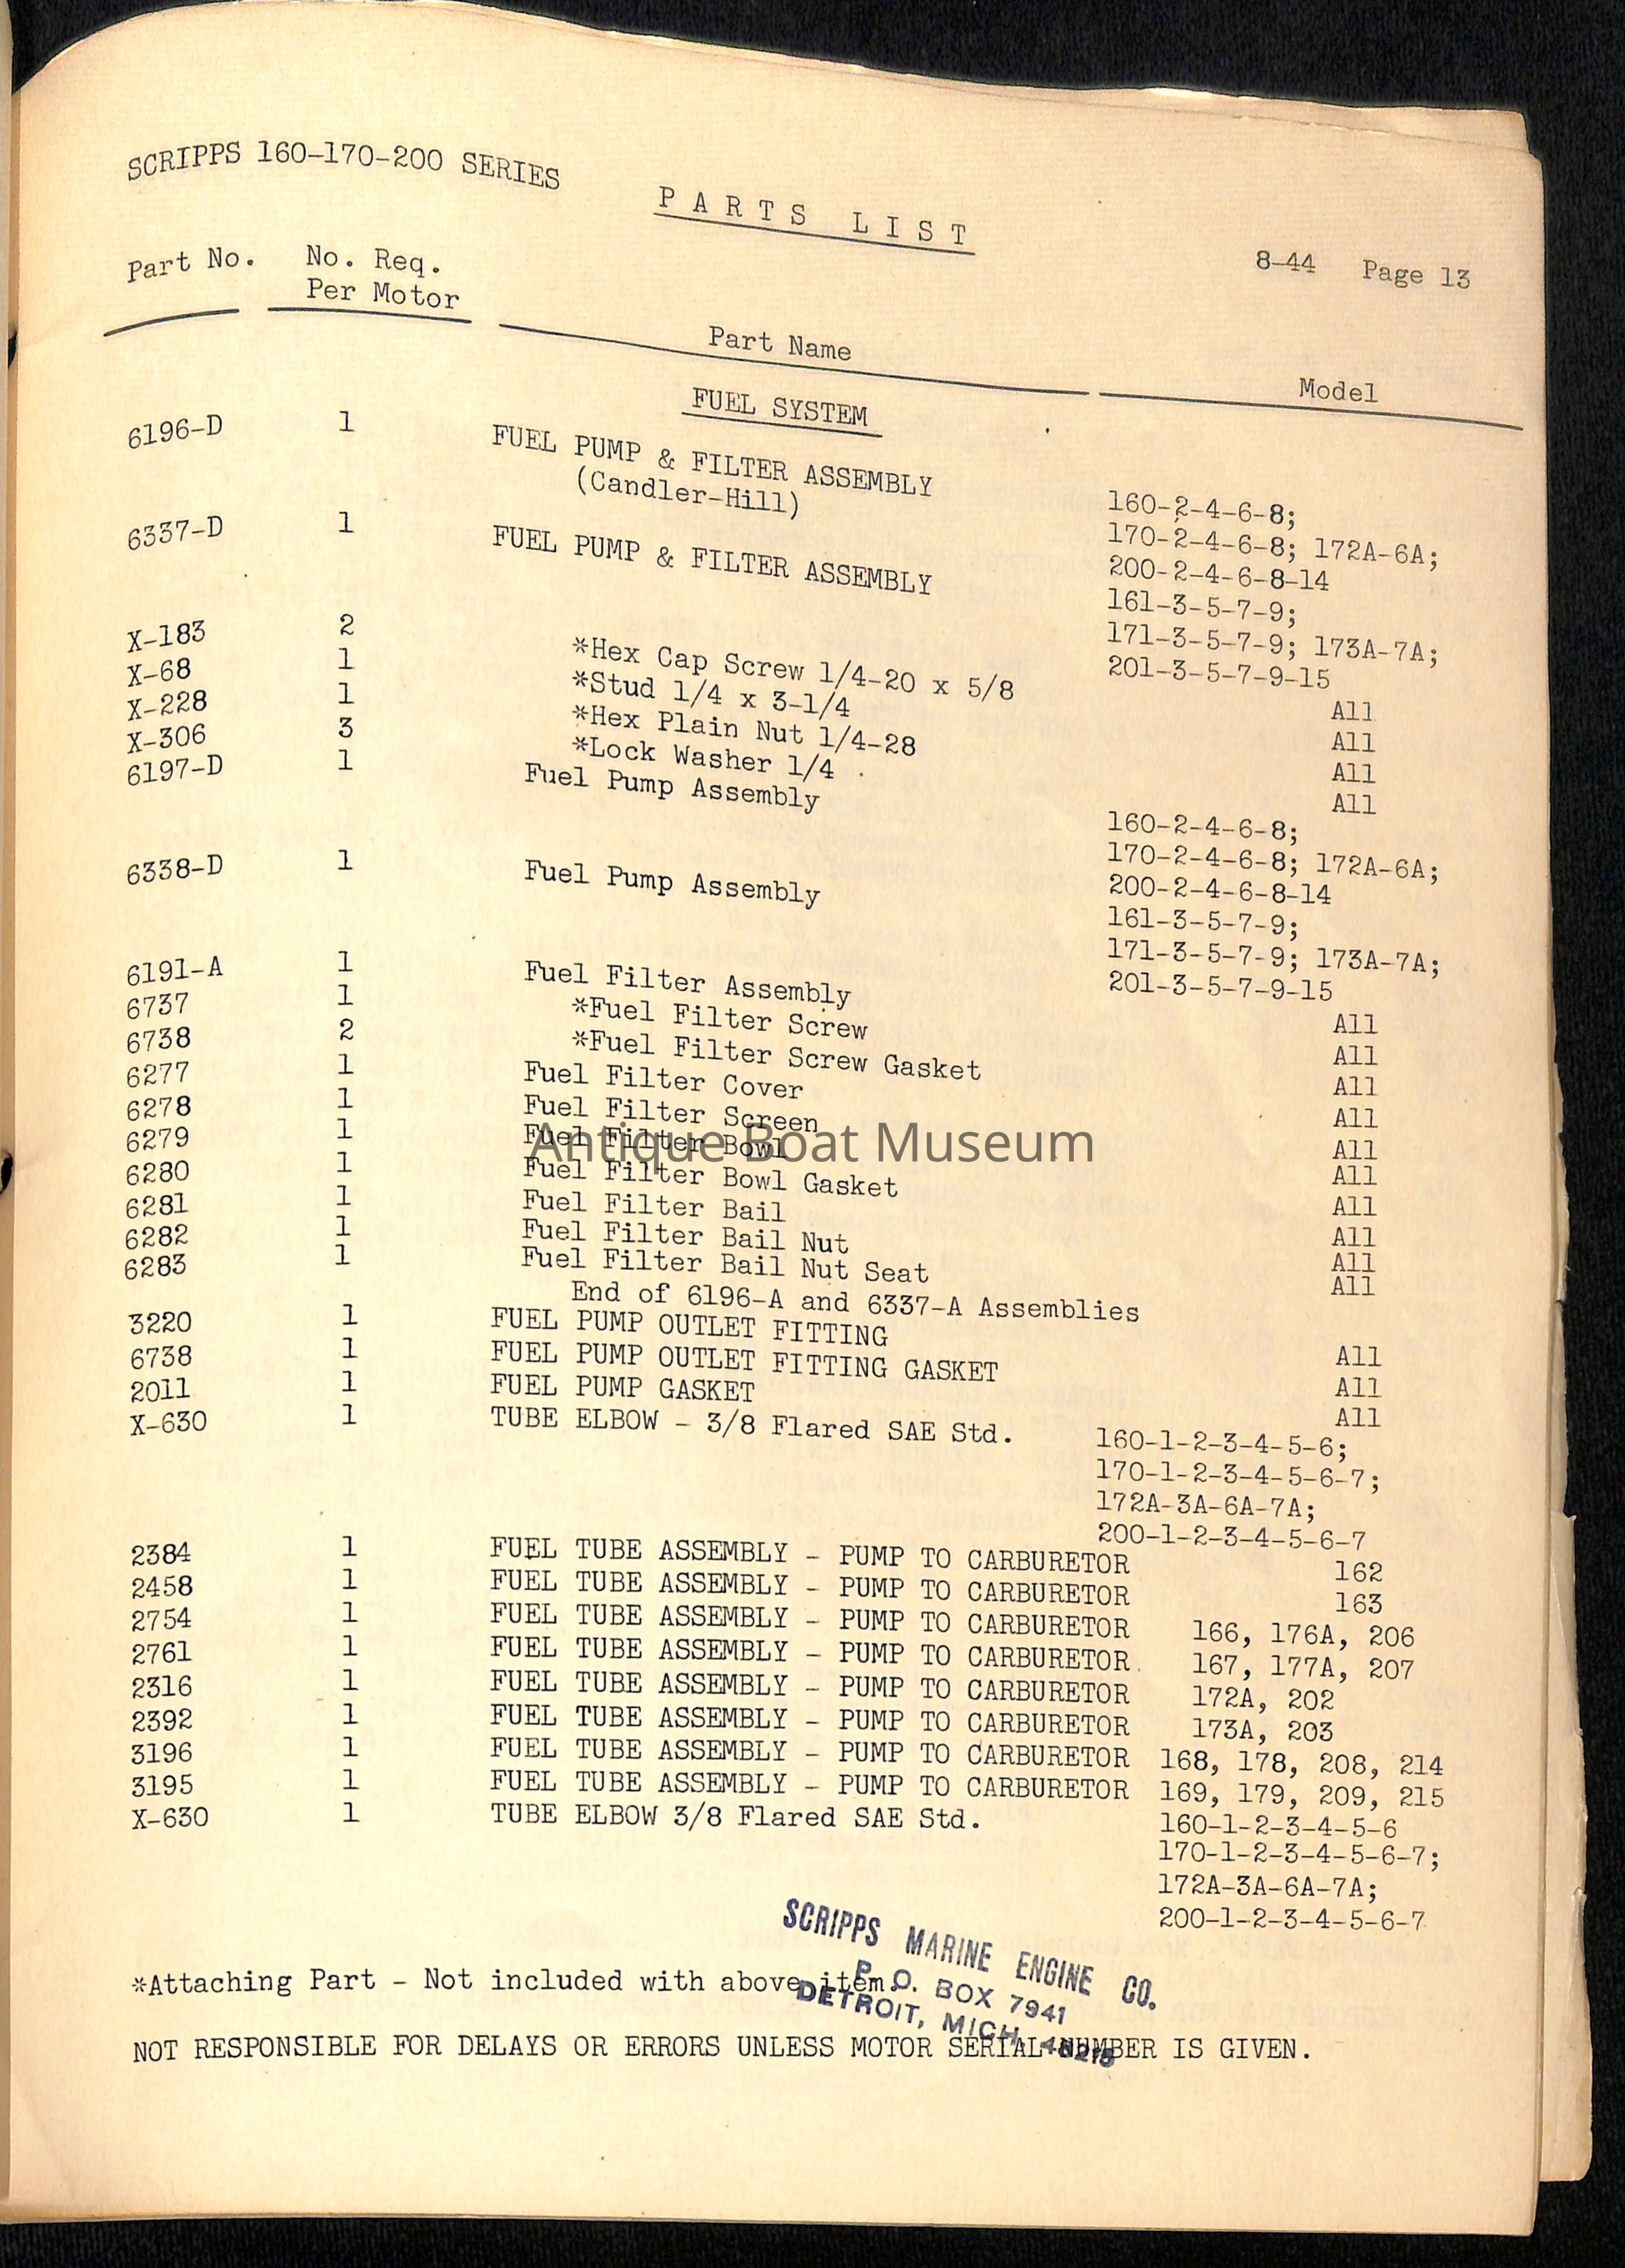 SCRIPPS 160-170-200 SERIES
PARTS LIST
8-44 Page 13
Part No. No. Req. Per Motor Part Name Model
FUEL SYSTEM
6196-D 1 FUEL PUMP & FILTER ASSEMBLY 160-2-4-6-8;
(Candler-Hill) 170-2-4-6-8; 172A-6A;
200-2-4-6-8-14
6337-D 1 FUEL PUMP & FILTER ASSEMBLY 161-3-5-7-9;
171-3-5-7-9; 173A-7A;
201-3-5-7-9-15
X-183 2 *Hex Cap Screw 1/4-20 x 5/8 All
X-68 1 *Stud 1/4 x 3-1/4 All
X-228 1 *Hex Plain Nut 1/4-28 All
X-306 3 *Lock Washer 1/4 All
6197-D 1 Fuel Pump Assembly 160-2-4-6-8;
170-2-4-6-8; 172A-6A;
200-2-4-6-8-14
6338-D 1 Fuel Pump Assembly 161-3-5-7-9;
171-3-5-7-9; 173A-7A;
201-3-5-7-9-15
6191-A 1 Fuel Filter Assembly All
6737 1 *Fuel Filter Screw All
6738 2 *Fuel Filter Screw Gasket All
6277 1 Fuel Filter Cover All
6278 1 Fuel Filter Screen All
6279 1 Fuel Filter Bowl All
Antique Boat Museum
6280 1 Fuel Filter Bowl Gasket All
6281 1 Fuel Filter Bail All
6282 1 Fuel Filter Bail Nut All
6283 1 Fuel Filter Bail Nut Seat All
End of 6196-A and 6337-A Assemblies
3220 1 FUEL PUMP OUTLET FITTING All
6738 1 FUEL PUMP OUTLET FITTING GASKET All
2011 1 FUEL PUMP GASKET All
X-630 1 TUBE ELBOW - 3/8 Flared SAE Std. 160-1-2-3-4-5-6;
170-1-2-3-4-5-6-7;
172A-3A-6A-7A;
200-1-2-3-4-5-6-7
2384 1 FUEL TUBE ASSEMBLY - PUMP TO CARBURETOR 162
2458 1 FUEL TUBE ASSEMBLY - PUMP TO CARBURETOR 163
2754 1 FUEL TUBE ASSEMBLY - PUMP TO CARBURETOR 166, 176A, 206
2761 1 FUEL TUBE ASSEMBLY - PUMP TO CARBURETOR 167, 177A, 207
2316 1 FUEL TUBE ASSEMBLY - PUMP TO CARBURETOR 172A, 202
2392 1 FUEL TUBE ASSEMBLY - PUMP TO CARBURETOR 173A, 203
3196 1 FUEL TUBE ASSEMBLY - PUMP TO CARBURETOR 168, 178, 208, 214
3195 1 FUEL TUBE ASSEMBLY - PUMP TO CARBURETOR 169, 179, 209, 215
X-630 1 TUBE ELBOW 3/8 Flared SAE Std. 160-1-2-3-4-5-6
170-1-2-3-4-5-6-7;
172A-3A-6A-7A;
200-1-2-3-4-5-6-7
SCRIPPS MARINE ENGINE CO.
P. O. BOX 7941
DETROIT, MICH.
*Attaching Part - Not included with above item.
NOT RESPONSIBLE FOR DELAYS OR ERRORS UNLESS MOTOR SERIAL NUMBER IS GIVEN.